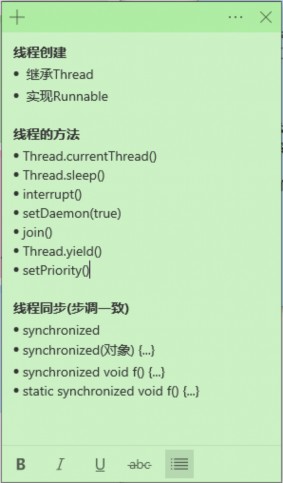 线程创建
• 继承Thread
• 实现Runnable
线程的方法
• Thread.currentThread()
• Thread.sleep()
• interrupt()
• setDaemon(true)
• join()
• Thread.yield()
• setPriority()
线程同步(步调一致)
• synchronized
• synchronized(对象) {...}
• synchronized void f() {...}
• static synchronized void f() {...}
B I U abc